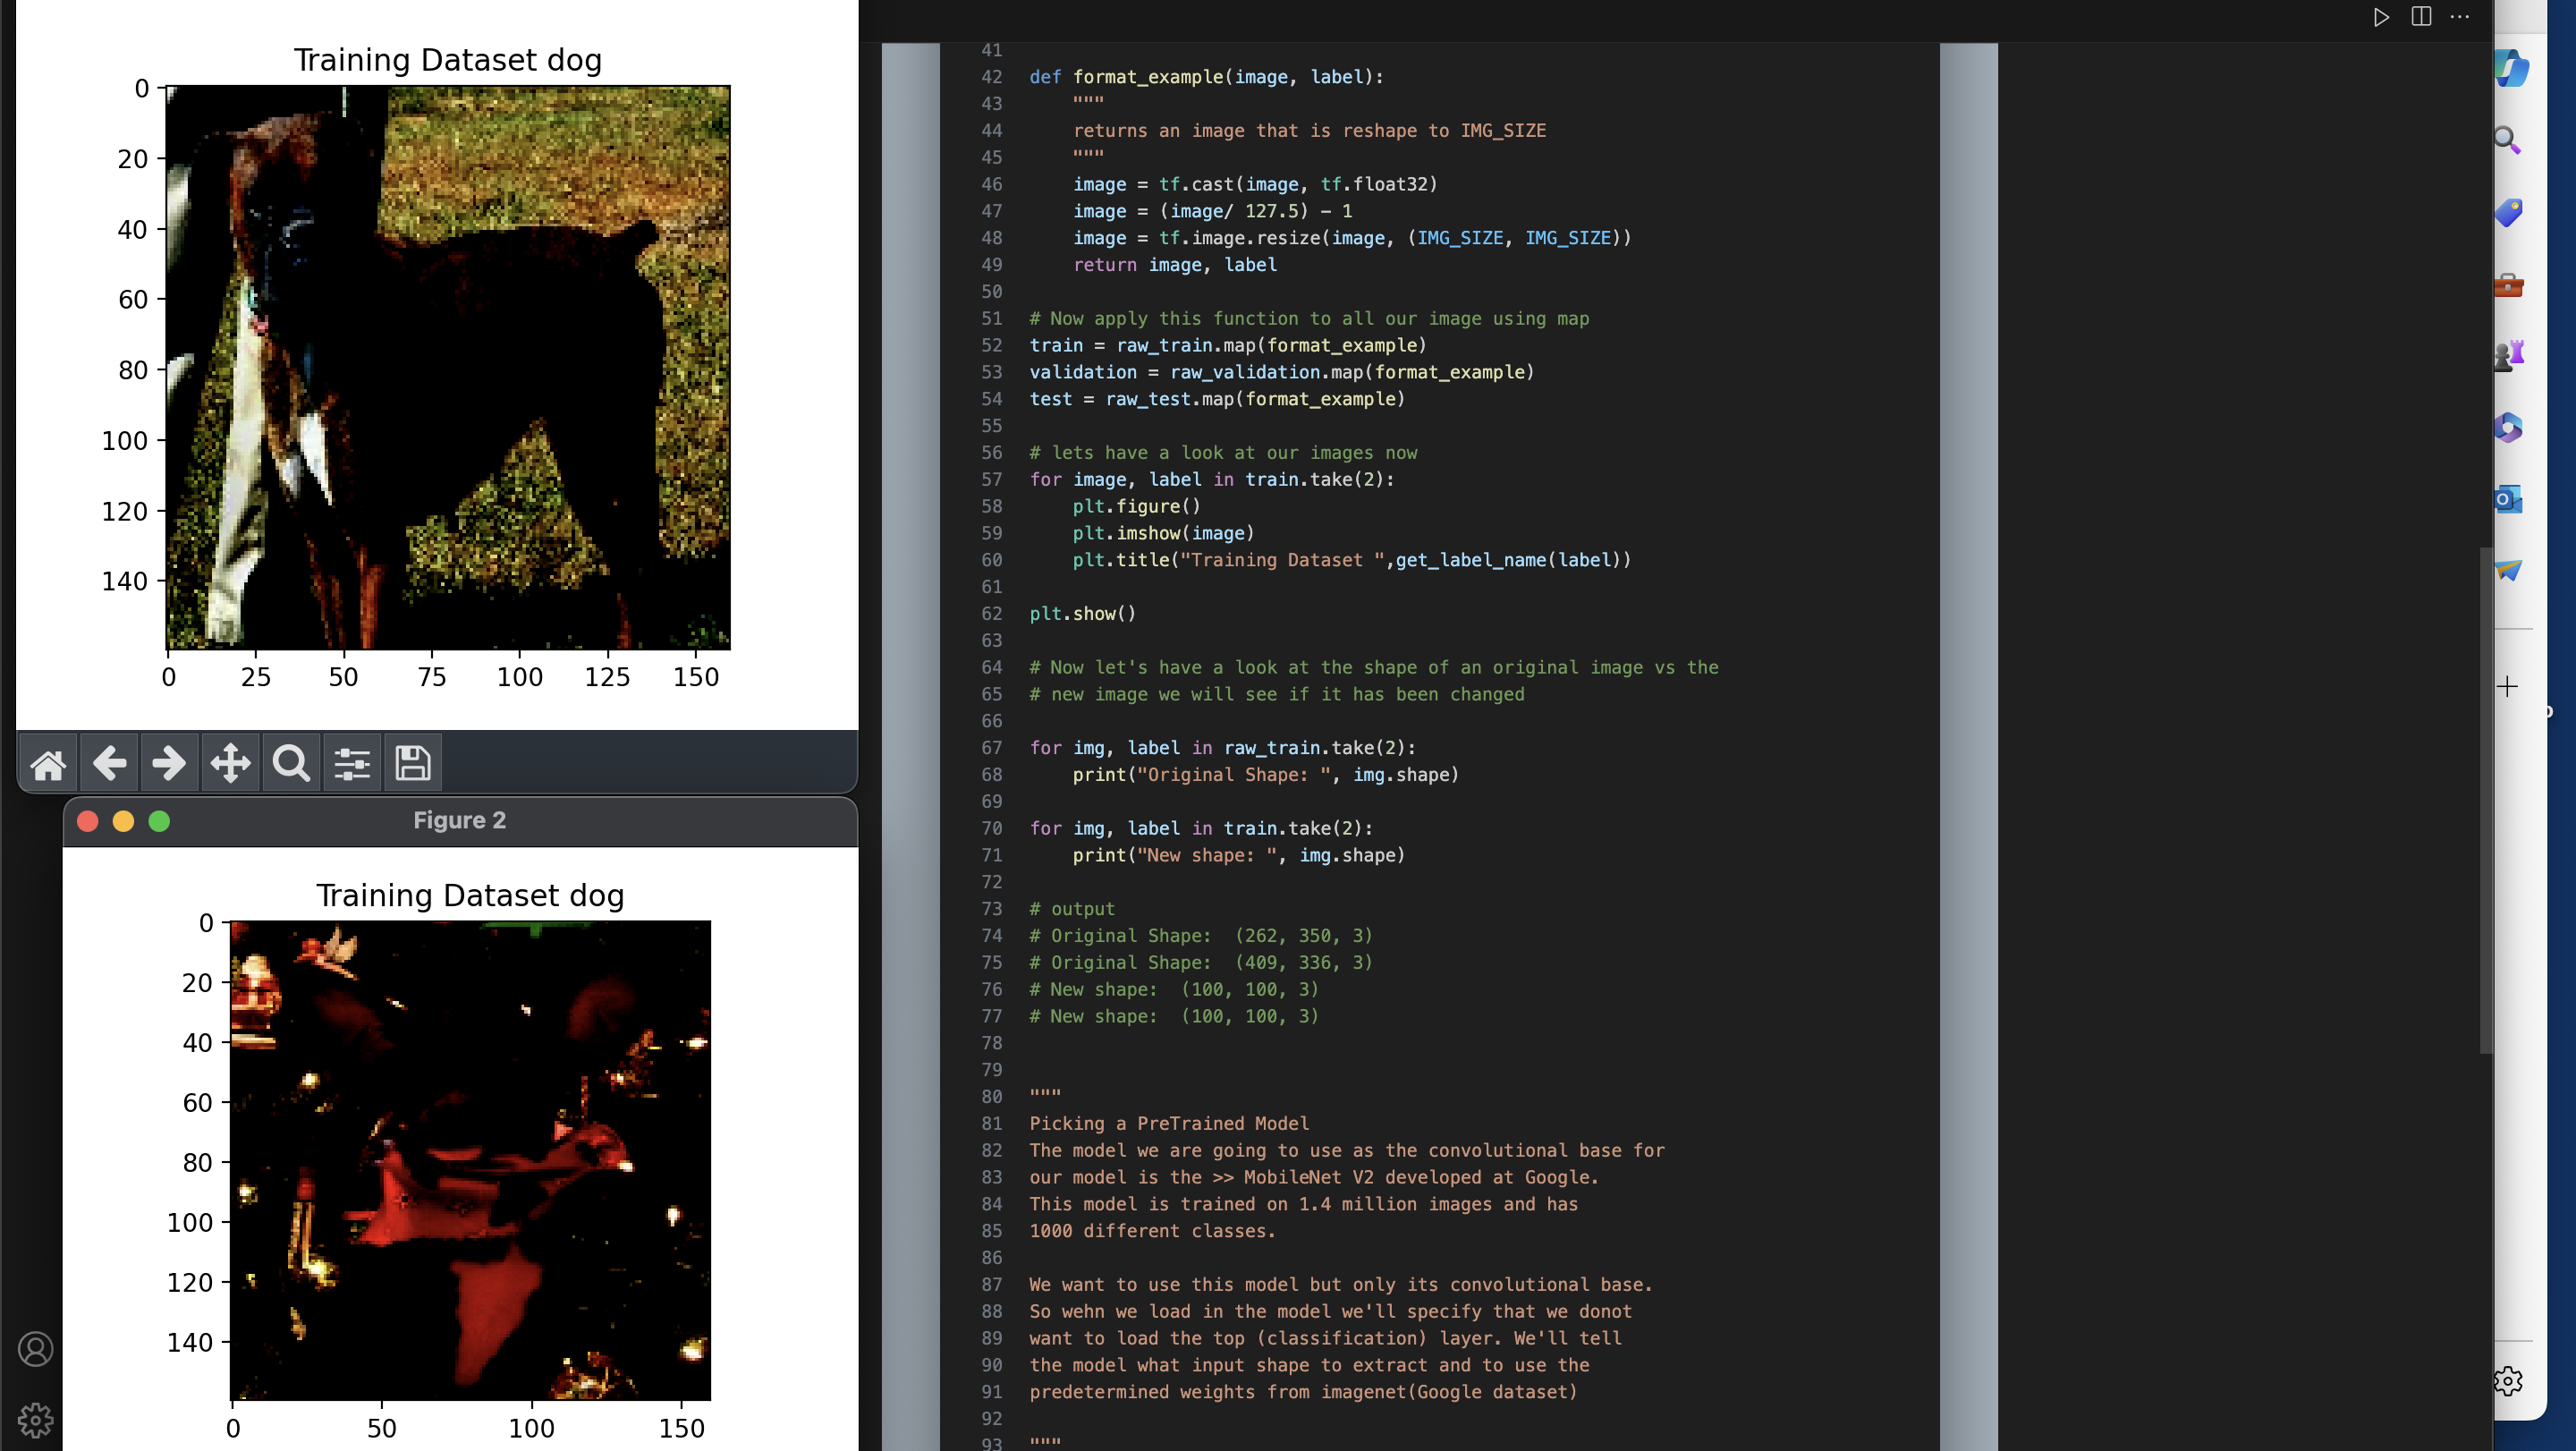 Training Dataset dog
0
20
40
60
80
100
120
140
0 25 50 75 100 125 150
Figure 2
Training Dataset dog
0
20
40
60
80
100
120
140
0 50 100 150
41
42 def format_example(image, label):
43 """
44 returns an image that is reshape to IMG_SIZE
45 """
46 image = tf.cast(image, tf.float32)
47 image = (image/ 127.5) - 1
48 image = tf.image.resize(image, (IMG_SIZE, IMG_SIZE))
49 return image, label
50
51 # Now apply this function to all our image using map
52 train = raw_train.map(format_example)
53 validation = raw_validation.map(format_example)
54 test = raw_test.map(format_example)
55
56 # lets have a look at our images now
57 for image, label in train.take(2):
58 plt.figure()
59 plt.imshow(image)
60 plt.title("Training Dataset ",get_label_name(label))
61
62 plt.show()
63
64 # Now let's have a look at the shape of an original image vs the
65 # new image we will see if it has been changed
66
67 for img, label in raw_train.take(2):
68 print("Original Shape: ", img.shape)
69
70 for img, label in train.take(2):
71 print("New shape: ", img.shape)
72
73 # output
74 # Original Shape:  (262, 350, 3)
75 # Original Shape:  (409, 336, 3)
76 # New shape:  (100, 100, 3)
77 # New shape:  (100, 100, 3)
78
79
80 """
81 Picking a PreTrained Model
82 The model we are going to use as the convolutional base for
83 our model is the >> MobileNet V2 developed at Google.
84 This model is trained on 1.4 million images and has
85 1000 different classes.
86
87 We want to use this model but only its convolutional base.
88 So wehn we load in the model we'll specify that we donot
89 want to load the top (classification) layer. We'll tell
90 the model what input shape to extract and to use the
91 predetermined weights from imagenet(Google dataset)
92
93 """